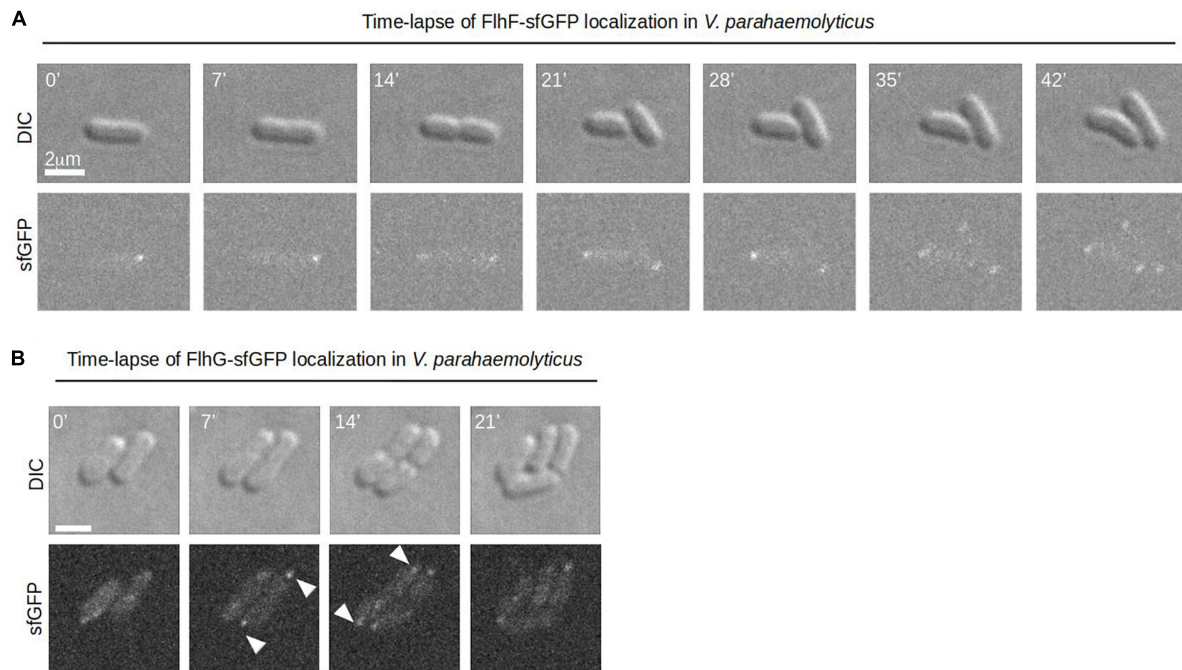 A
Time-lapse of FlhF-sfGFP localization in V. parahaemolyticus
0' 7' 14' 21' 28' 35' 42'
DIC
2μm
sfGFP
B
Time-lapse of FlhG-sfGFP localization in V. parahaemolyticus
0' 7' 14' 21'
DIC
sfGFP